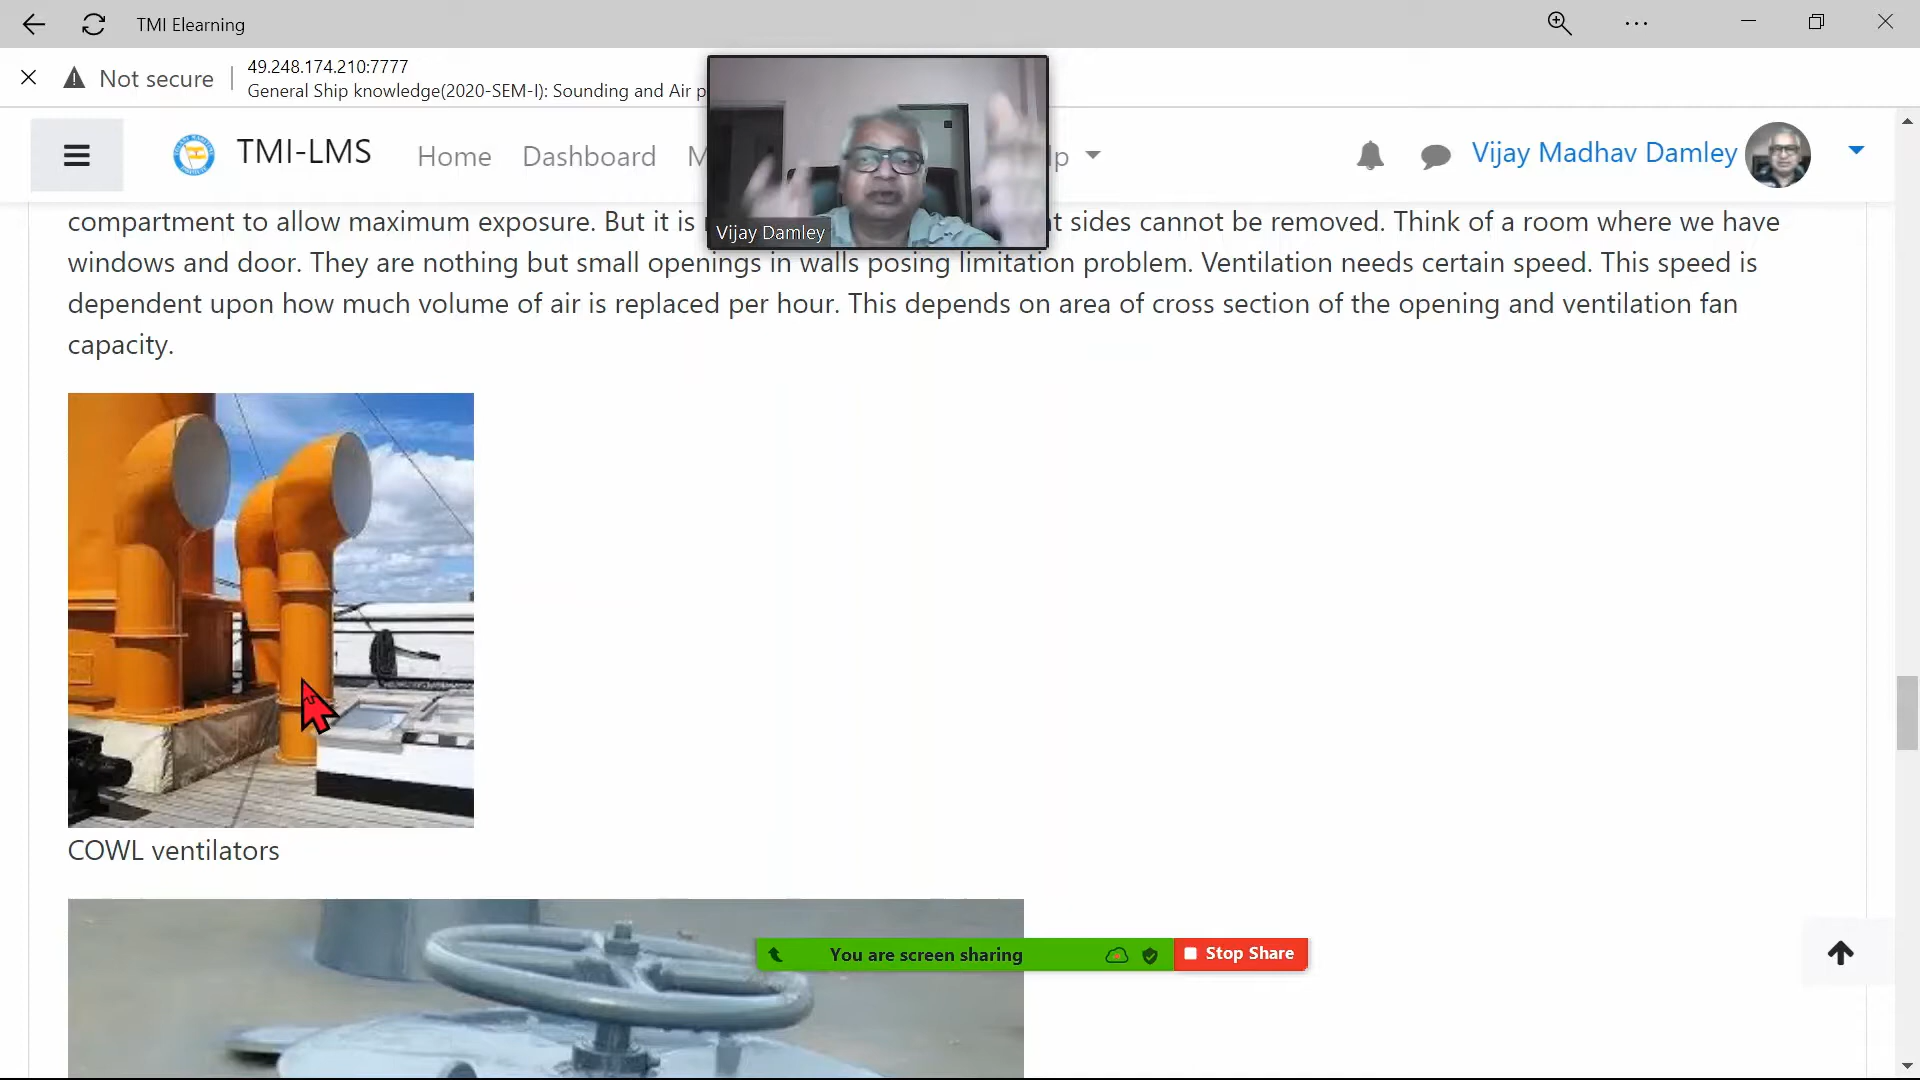 TMI Elearning
Not secure
49.248.174.210:7777
General Ship knowledge(2020-SEM-I): Sounding and Air p
TMI-LMS Home Dashboard M
Vijay Madhav Damley
Vijay Damley
compartment to allow maximum exposure. But it is sides cannot be removed. Think of a room where we have
windows and door. They are nothing but small openings in walls posing limitation problem. Ventilation needs certain speed. This speed is
dependent upon how much volume of air is replaced per hour. This depends on area of cross section of the opening and ventilation fan
capacity.
COWL ventilators
You are screen sharing
Stop Share